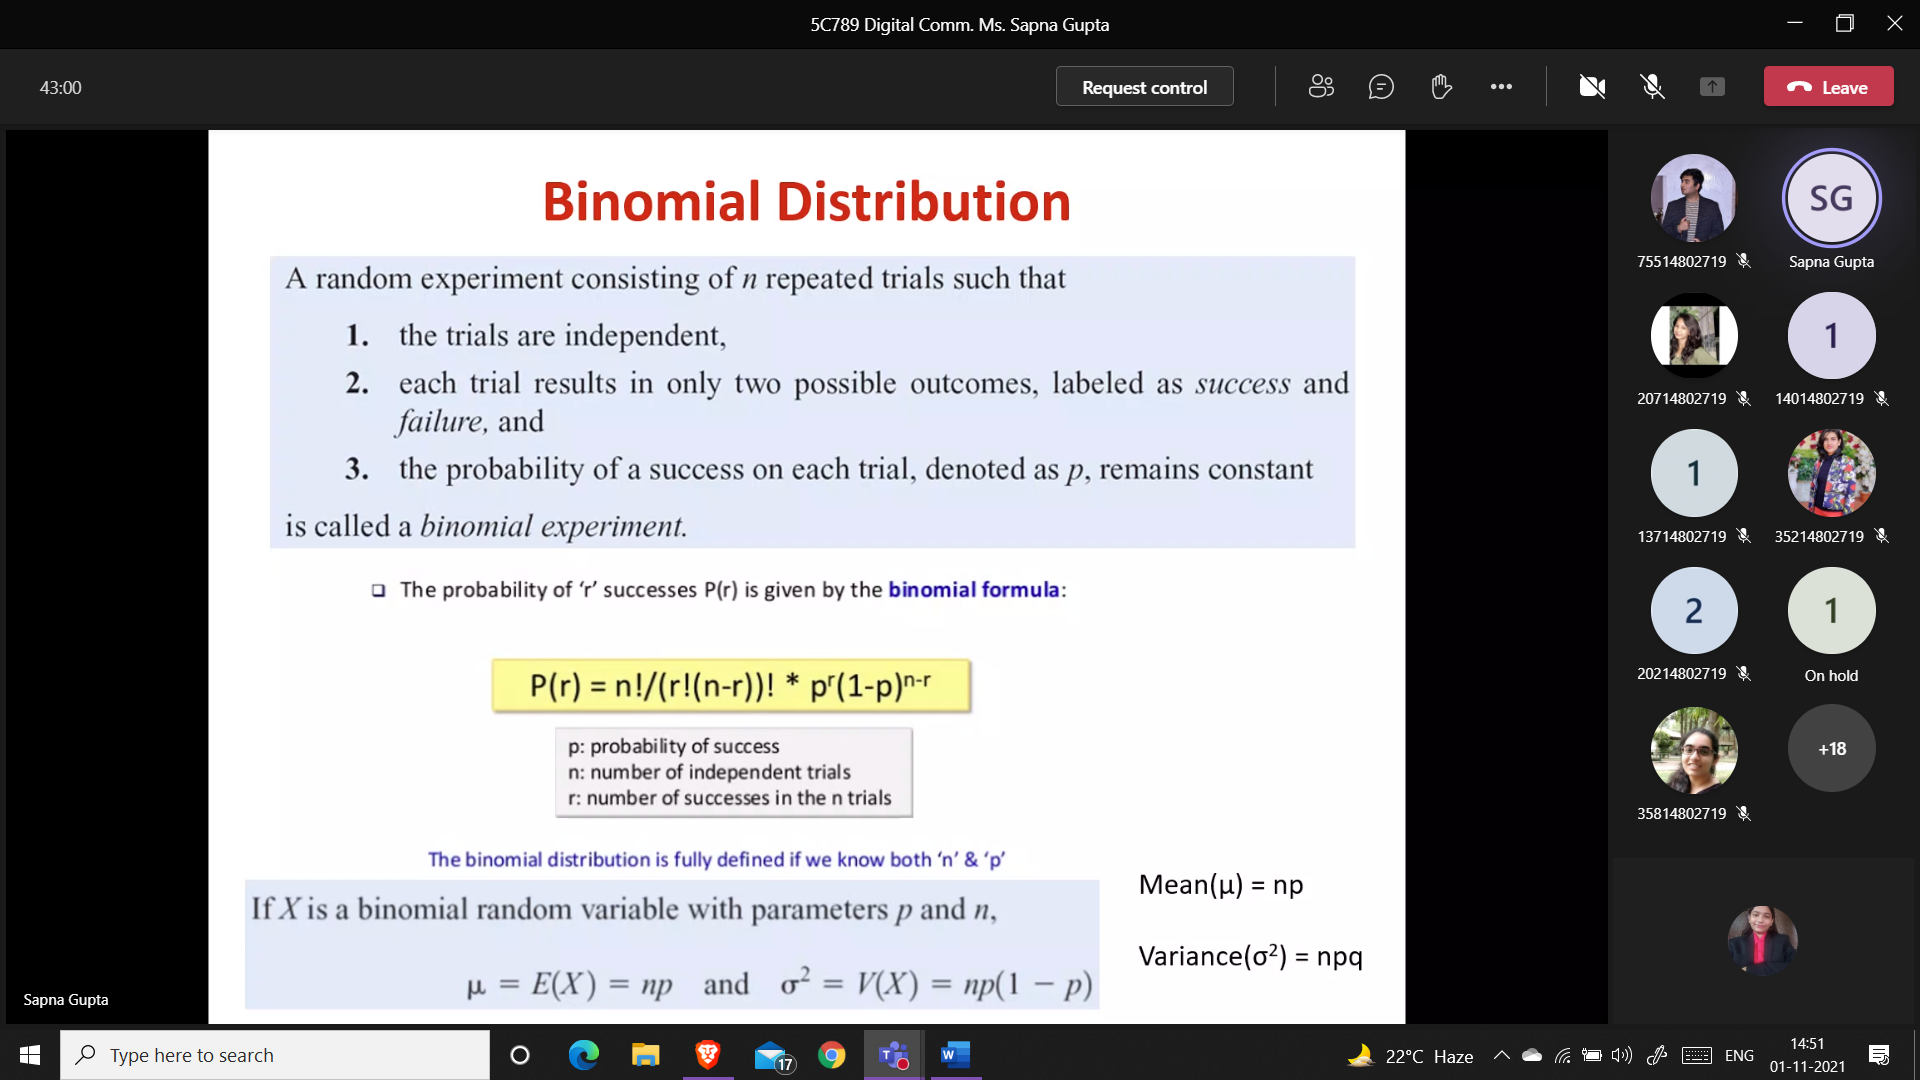 5C789 Digital Comm. Ms. Sapna Gupta
43:00
Request control
Leave
Binomial Distribution
A random experiment consisting of n repeated trials such that
1. the trials are independent,
2. each trial results in only two possible outcomes, labeled as success and
failure, and
3. the probability of a success on each trial, denoted as p, remains constant
is called a binomial experiment.
❑ The probability of ‘r’ successes P(r) is given by the binomial formula:
P(r) = n!/(r!(n-r))! * pʳ(1-p)ⁿ⁻ʳ
p: probability of success
n: number of independent trials
r: number of successes in the n trials
The binomial distribution is fully defined if we know both ‘n’ & ‘p’
If X is a binomial random variable with parameters p and n,
μ = E(X) = np and σ² = V(X) = np(1 − p)
Mean(μ) = np
Variance(σ²) = npq
Sapna Gupta
75514802719
SG
Sapna Gupta
20714802719
1
14014802719
1
13714802719
35214802719
2
20214802719
1
On hold
35814802719
+18
Type here to search
17
22°C Haze
ENG
14:51
01-11-2021